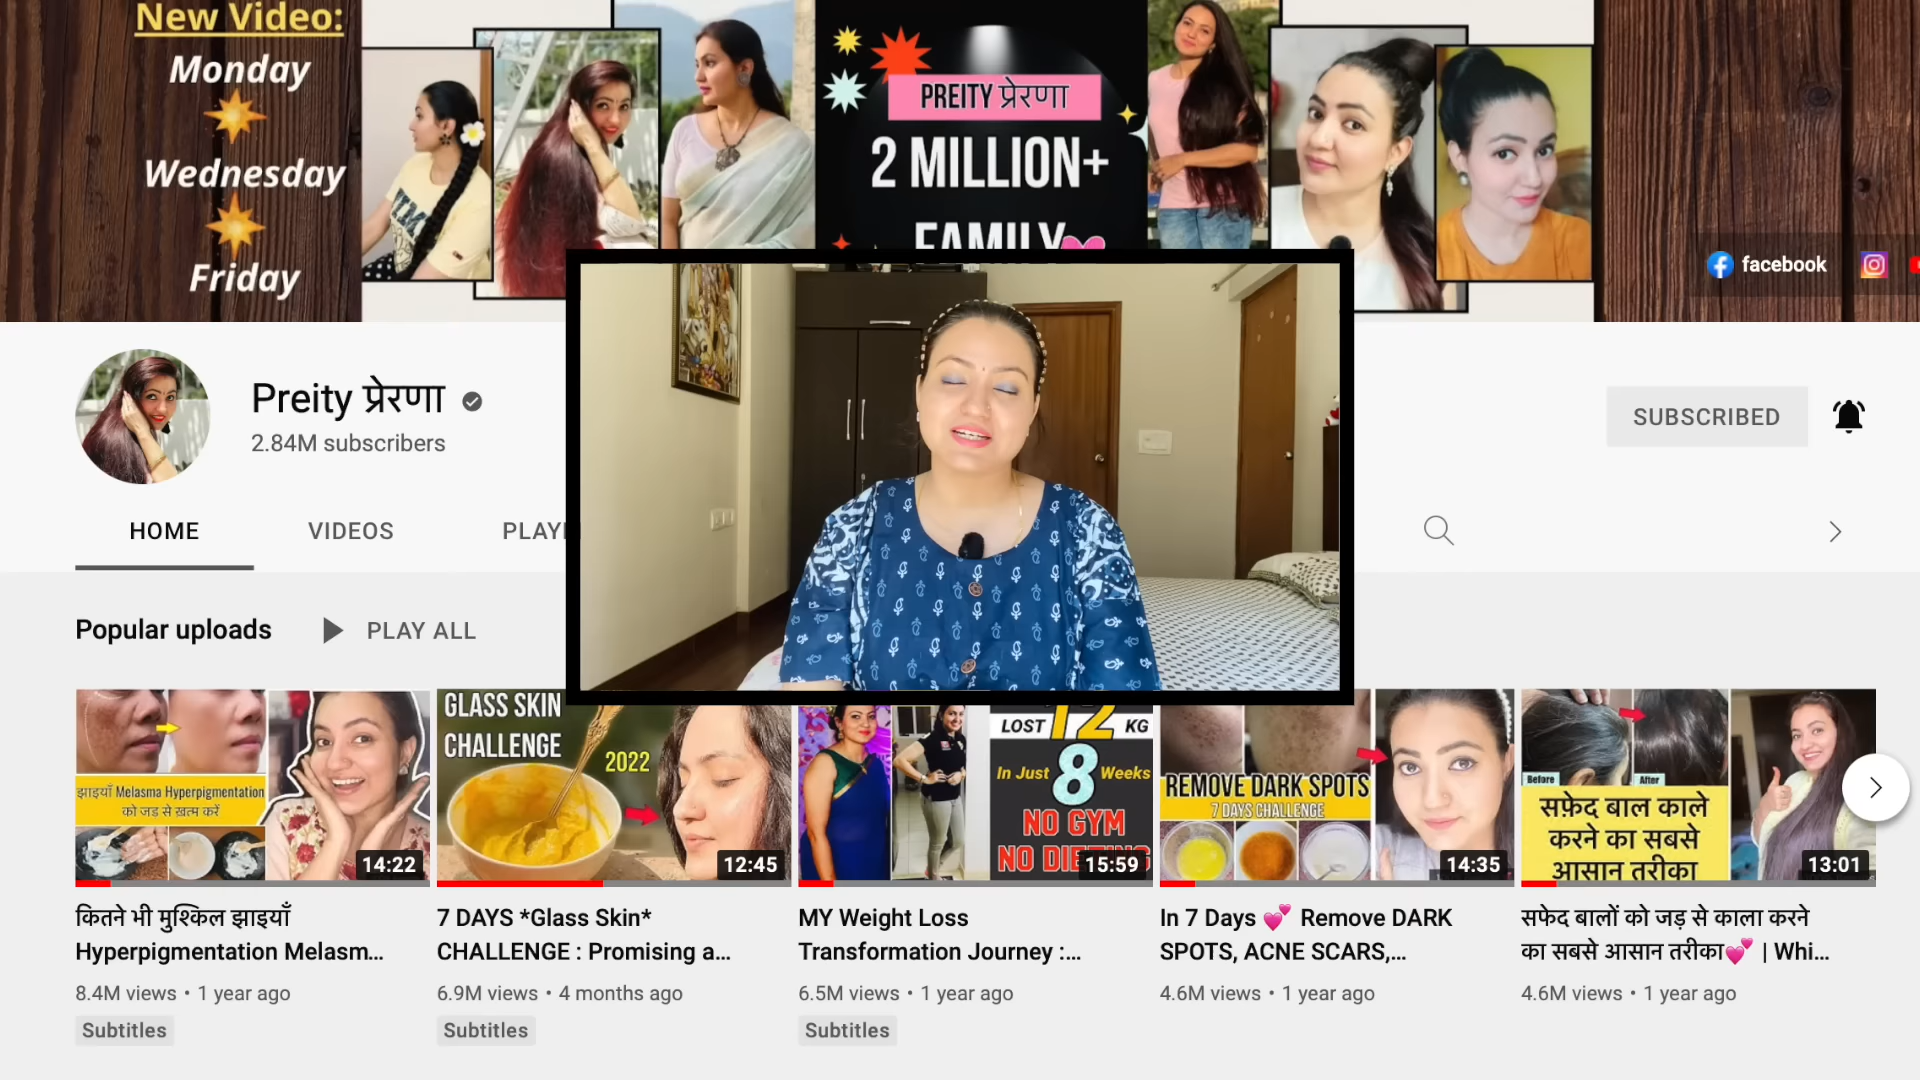 New Video:
Monday
Wednesday
Friday
PREITY प्रेरणा
2 MILLION+
FAMILY
facebook
Preity प्रेरणा
2.84M subscribers
SUBSCRIBED
HOME
VIDEOS
PLAY
Popular uploads
PLAY ALL
झाइयाँ Melasma Hyperpigmentation
को जड़ से ख़त्म करें
14:22
GLASS SKIN
CHALLENGE
2022
12:45
LOST 12 KG
In Just 8 Weeks
NO GYM
NO DIETING
15:59
REMOVE DARK SPOTS
7 DAYS CHALLENGE
14:35
Before
After
सफ़ेद बाल काले
करने का सबसे
आसान तरीका
13:01
कितने भी मुश्किल झाइयाँ
Hyperpigmentation Melasm...
8.4M views • 1 year ago
Subtitles
7 DAYS *Glass Skin*
CHALLENGE : Promising a...
6.9M views • 4 months ago
Subtitles
MY Weight Loss
Transformation Journey :...
6.5M views • 1 year ago
Subtitles
In 7 Days 💕 Remove DARK
SPOTS, ACNE SCARS,...
4.6M views • 1 year ago
सफेद बालों को जड़ से काला करने
का सबसे आसान तरीका💕 | Whi...
4.6M views • 1 year ago